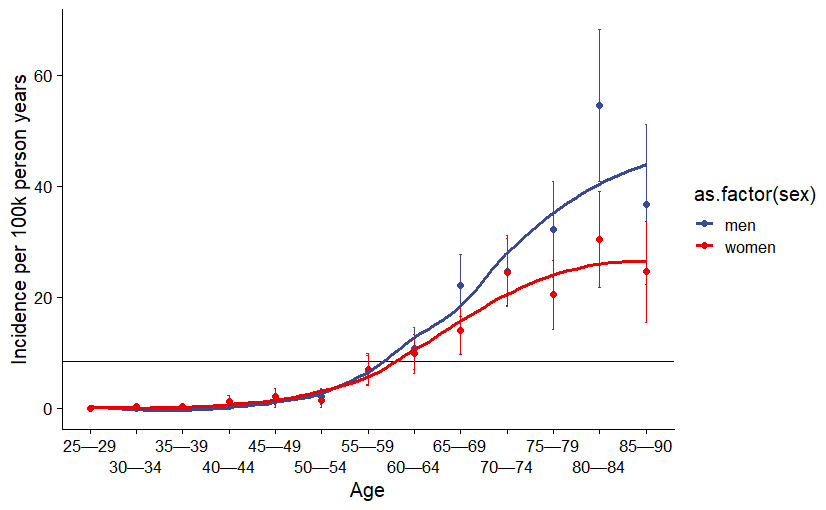 Incidence per 100k person years
60
40
20
0
25—29 35—39 45—49 55—59 65—69 75—79 85—90
30—34 40—44 50—54 60—64 70—74 80—84
Age
as.factor(sex)
men
women